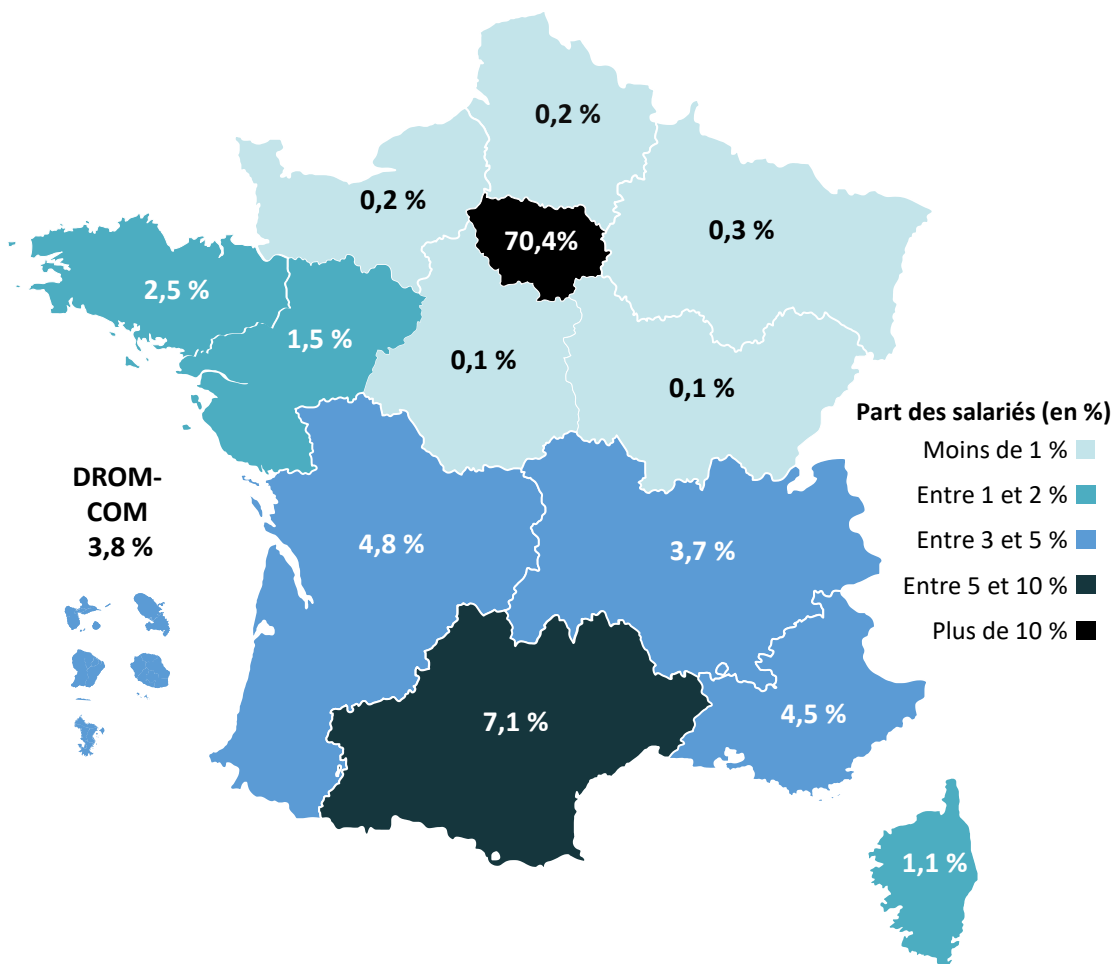 0,2 %
0,2 %
0,3 %
70,4%
2,5 %
1,5 %
0,1 %
0,1 %
Part des salariés (en %)
Moins de 1 %
Entre 1 et 2 %
Entre 3 et 5 %
Entre 5 et 10 %
Plus de 10 %
DROM-
COM
3,8 %
4,8 %
3,7 %
7,1 %
4,5 %
1,1 %